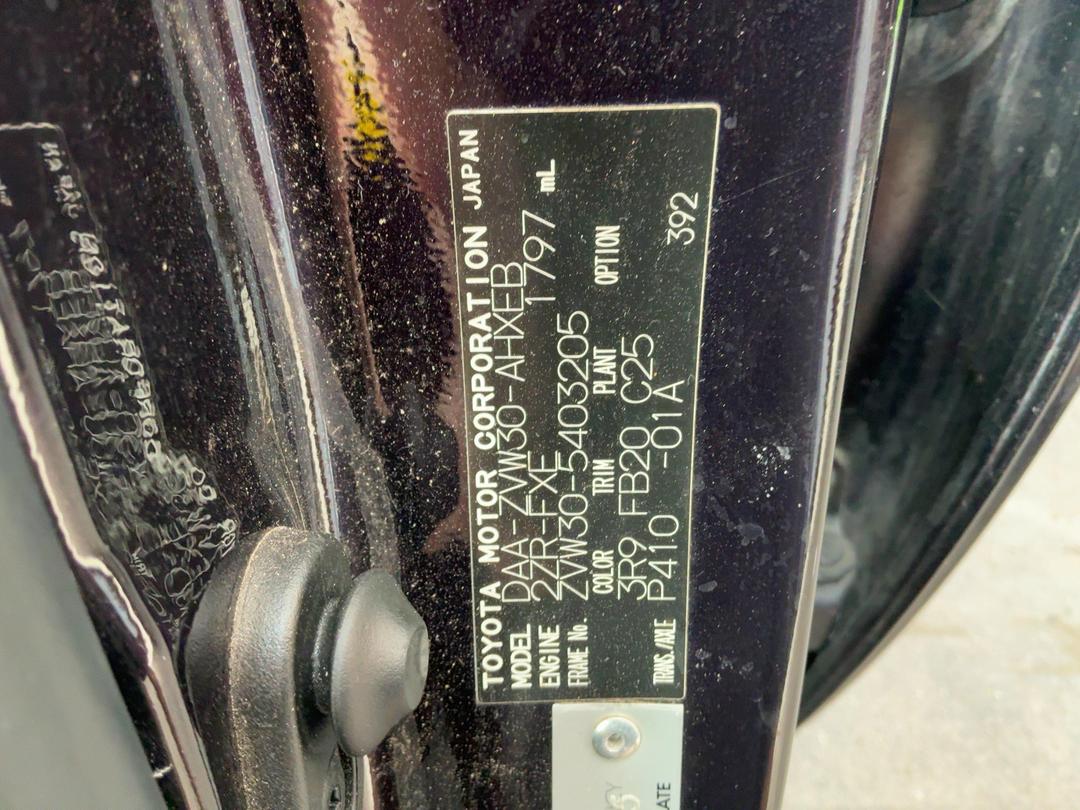 TOYOTA MOTOR CORPORATION JAPAN
MODEL DAA-ZVW30-AHXEB
ENGINE 2ZR-FXE 1797 mL
FRAME No. ZVW30-5403205
COLOR TRIM PLANT OPTION
3R9 FB20 C25
TRANS./AXLE P410 -01A 392
ATE